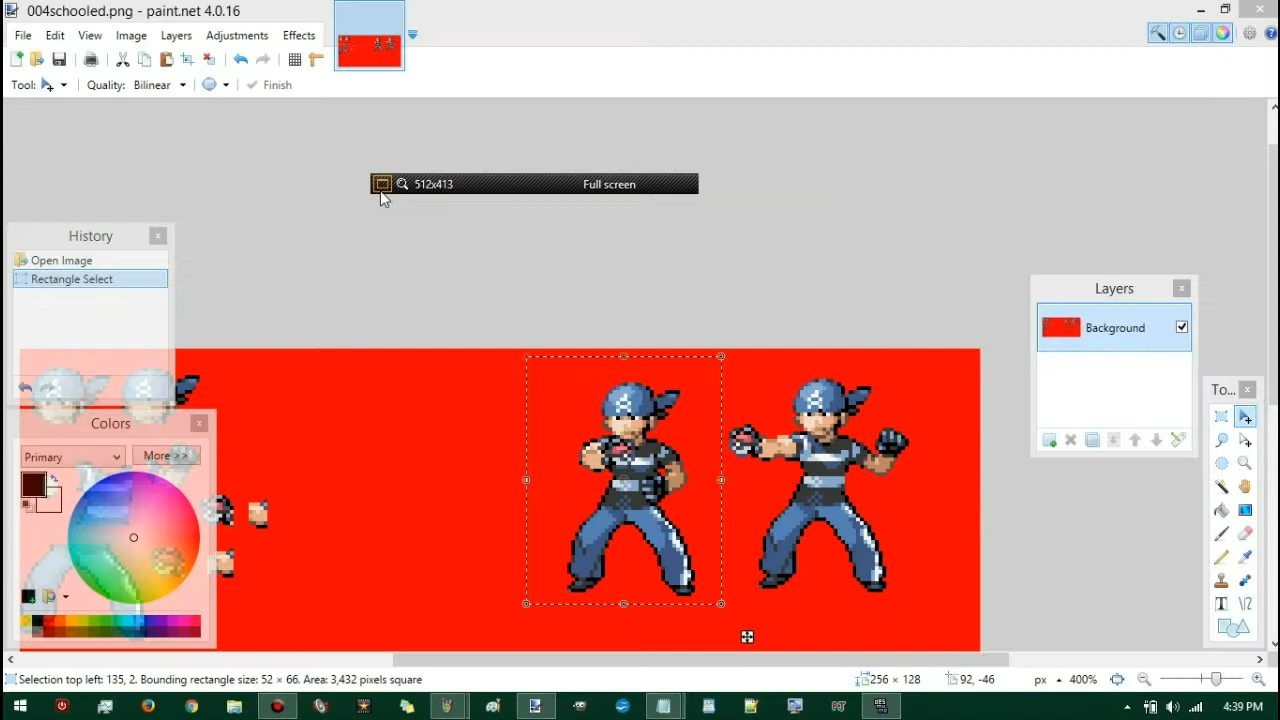 004schooled.png - paint.net 4.0.16
File Edit View Image Layers Adjustments Effects
Tool: Quality: Bilinear Finish
512x413 Full screen
History
Open Image
Rectangle Select
Layers
Background
Colors
Primary More >>
To...
Selection top left: 135, 2. Bounding rectangle size: 52 × 66. Area: 3,432 pixels square
256 × 128
92, -46
px
400%
4:39 PM